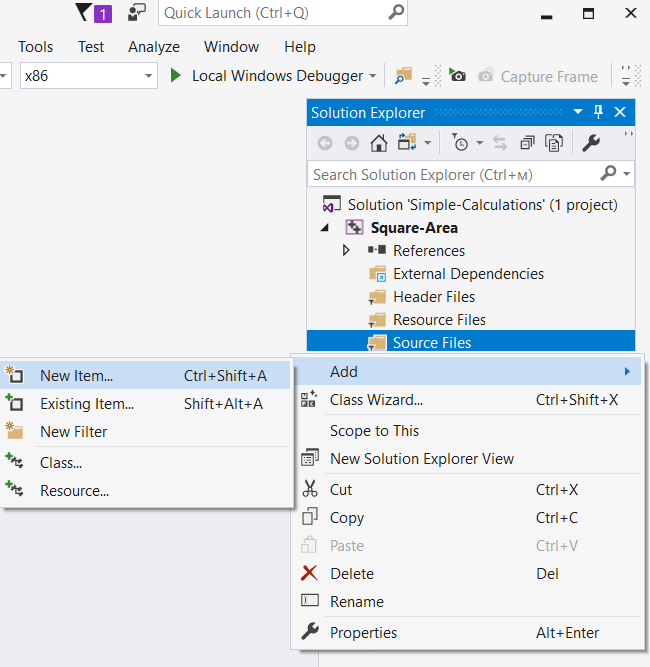 1
Quick Launch (Ctrl+Q)
Tools Test Analyze Window Help
x86 Local Windows Debugger Capture Frame
Solution Explorer
Search Solution Explorer (Ctrl+м)
Solution 'Simple-Calculations' (1 project)
Square-Area
References
External Dependencies
Header Files
Resource Files
Source Files
New Item... Ctrl+Shift+A
Existing Item... Shift+Alt+A
New Filter
Class...
Resource...
Add
Class Wizard... Ctrl+Shift+X
Scope to This
New Solution Explorer View
Cut Ctrl+X
Copy Ctrl+C
Paste Ctrl+V
Delete Del
Rename
Properties Alt+Enter